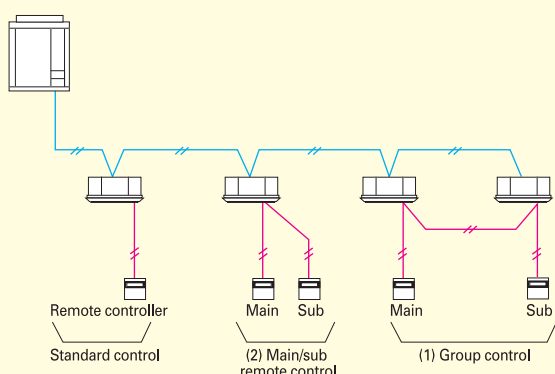 Remote controller
Main Sub
Main
Sub
Standard control
(2) Main/sub
remote control
(1) Group control